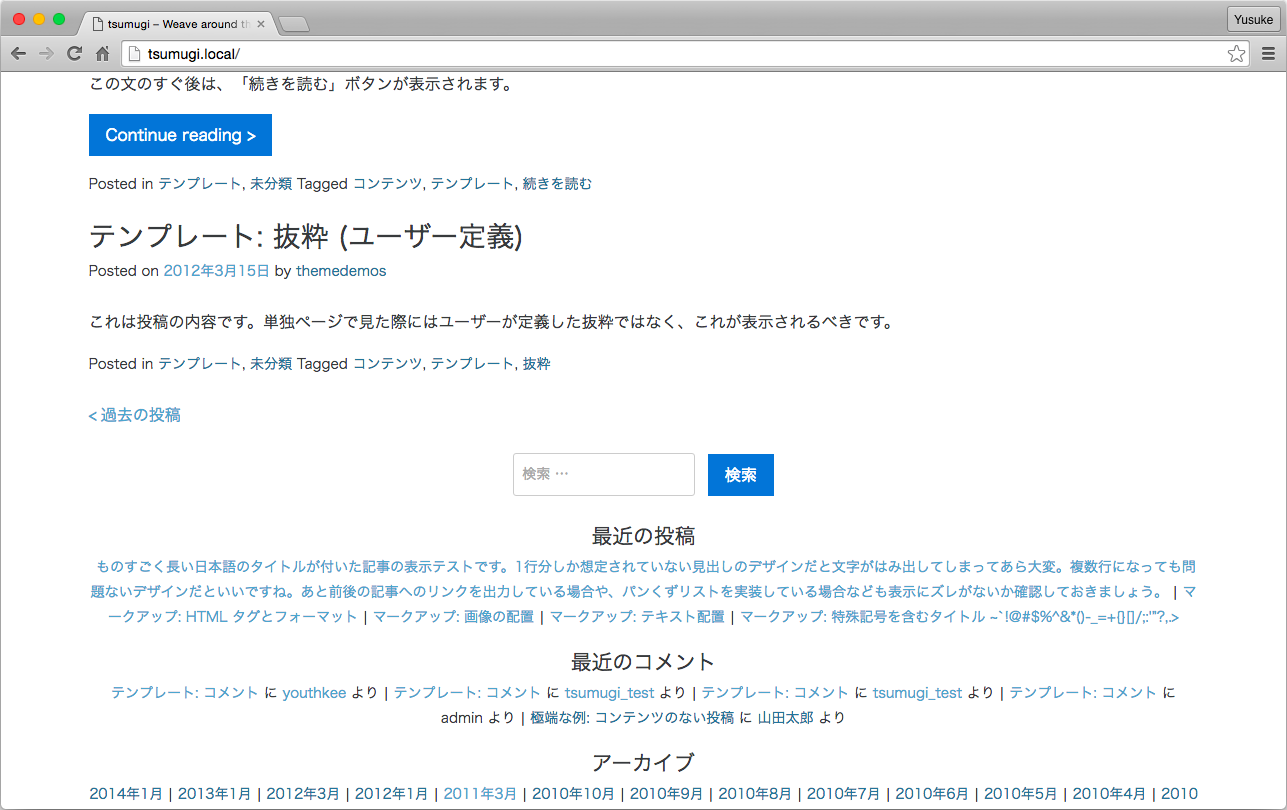 tsumugi – Weave around th
Yusuke
tsumugi.local/
この文のすぐ後は、「続きを読む」ボタンが表示されます。
Continue reading >
Posted in テンプレート, 未分類 Tagged コンテンツ, テンプレート, 続きを読む
テンプレート: 抜粋 (ユーザー定義)
Posted on 2012年3月15日 by themedemos
これは投稿の内容です。単独ページで見た際にはユーザーが定義した抜粋ではなく、これが表示されるべきです。
Posted in テンプレート, 未分類 Tagged コンテンツ, テンプレート, 抜粋
< 過去の投稿
検索 …
検索
最近の投稿
ものすごく長い日本語のタイトルが付いた記事の表示テストです。1行分しか想定されていない見出しのデザインだと文字がはみ出してしまってあら大変。複数行になっても問
題ないデザインだといいですね。あと前後の記事へのリンクを出力している場合や、パンくずリストを実装している場合なども表示にズレがないか確認しておきましょう。 | マ
ークアップ: HTML タグとフォーマット | マークアップ: 画像の配置 | マークアップ: テキスト配置 | マークアップ: 特殊記号を含むタイトル ~`!@#$%^&*()-_=+{}[]/;:'"?,.>
最近のコメント
テンプレート: コメント に youthkee より | テンプレート: コメント に tsumugi_test より | テンプレート: コメント に tsumugi_test より | テンプレート: コメント に
admin より | 極端な例: コンテンツのない投稿 に 山田太郎 より
アーカイブ
2014年1月 | 2013年1月 | 2012年3月 | 2012年1月 | 2011年3月 | 2010年10月 | 2010年9月 | 2010年8月 | 2010年7月 | 2010年6月 | 2010年5月 | 2010年4月 | 2010